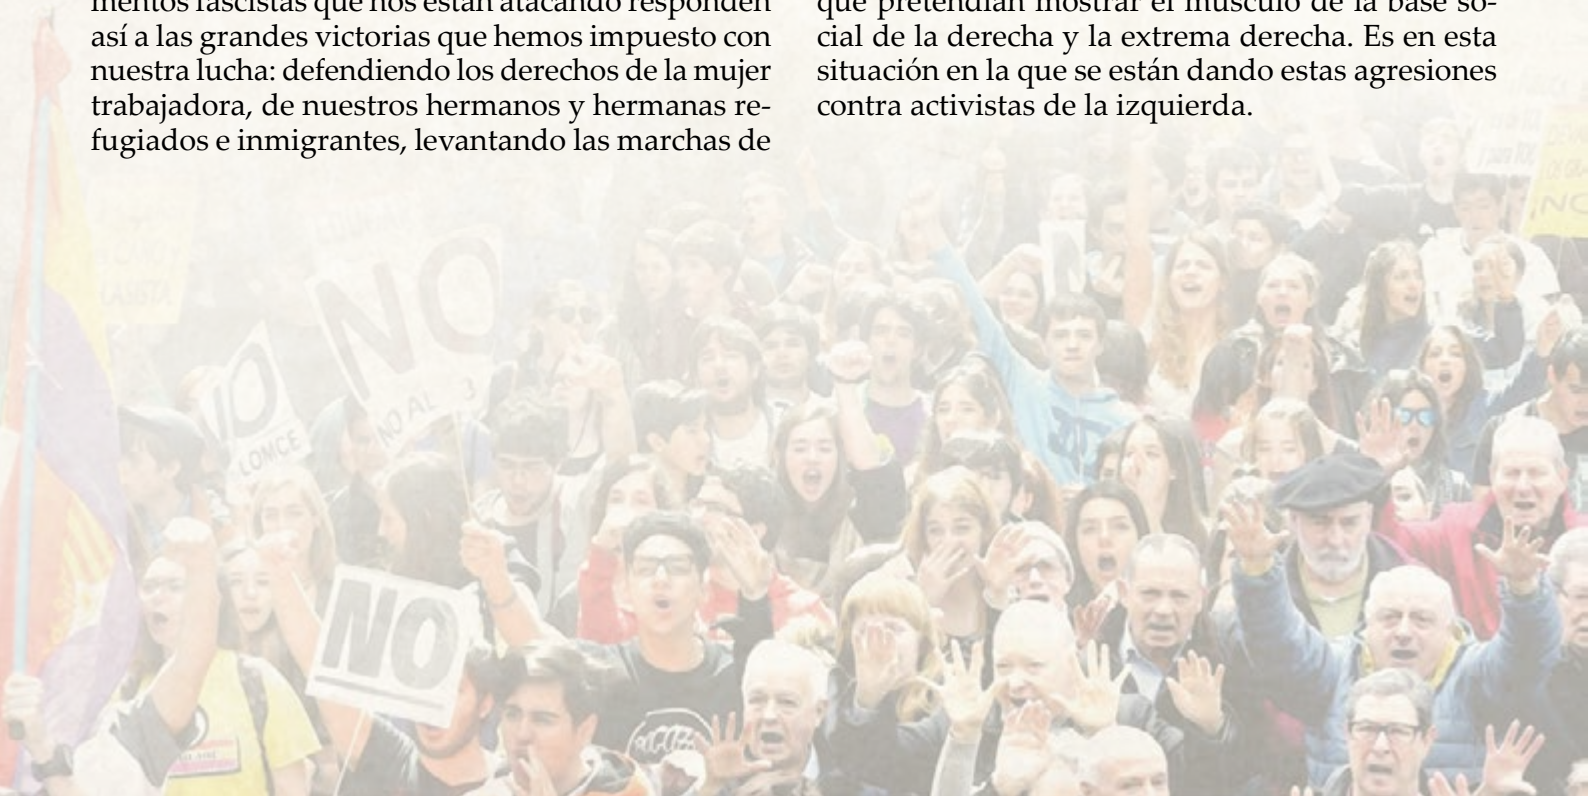 mentos fascistas que nos están atacando responden
así a las grandes victorias que hemos impuesto con
nuestra lucha: defendiendo los derechos de la mujer
trabajadora, de nuestros hermanos y hermanas re-
fugiados e inmigrantes, levantando las marchas de
que pretendían mostrar el músculo de la base so-
cial de la derecha y la extrema derecha. Es en esta
situación en la que se están dando estas agresiones
contra activistas de la izquierda.
NO
NO AL 3
NO
LOMCE
NO
¡NO